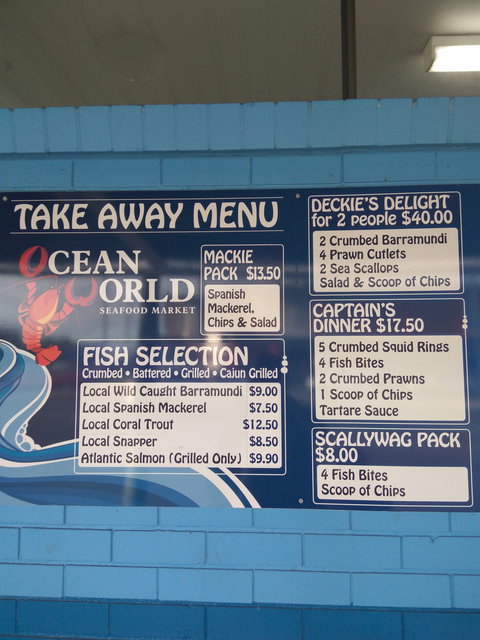 TAKE AWAY MENU
OCEAN
WORLD
SEAFOOD MARKET
MACKIE
PACK $13.50
Spanish
Mackerel,
Chips & Salad
FISH SELECTION
Crumbed • Battered • Grilled • Cajun Grilled
Local Wild Caught Barramundi $9.00
Local Spanish Mackerel $7.50
Local Coral Trout $12.50
Local Snapper $8.50
Atlantic Salmon (Grilled Only) $9.90
DECKIE'S DELIGHT
for 2 people $40.00
2 Crumbed Barramundi
4 Prawn Cutlets
2 Sea Scallops
Salad & Scoop of Chips
CAPTAIN'S
DINNER $17.50
5 Crumbed Squid Rings
4 Fish Bites
2 Crumbed Prawns
1 Scoop of Chips
Tartare Sauce
SCALLYWAG PACK
$8.00
4 Fish Bites
Scoop of Chips